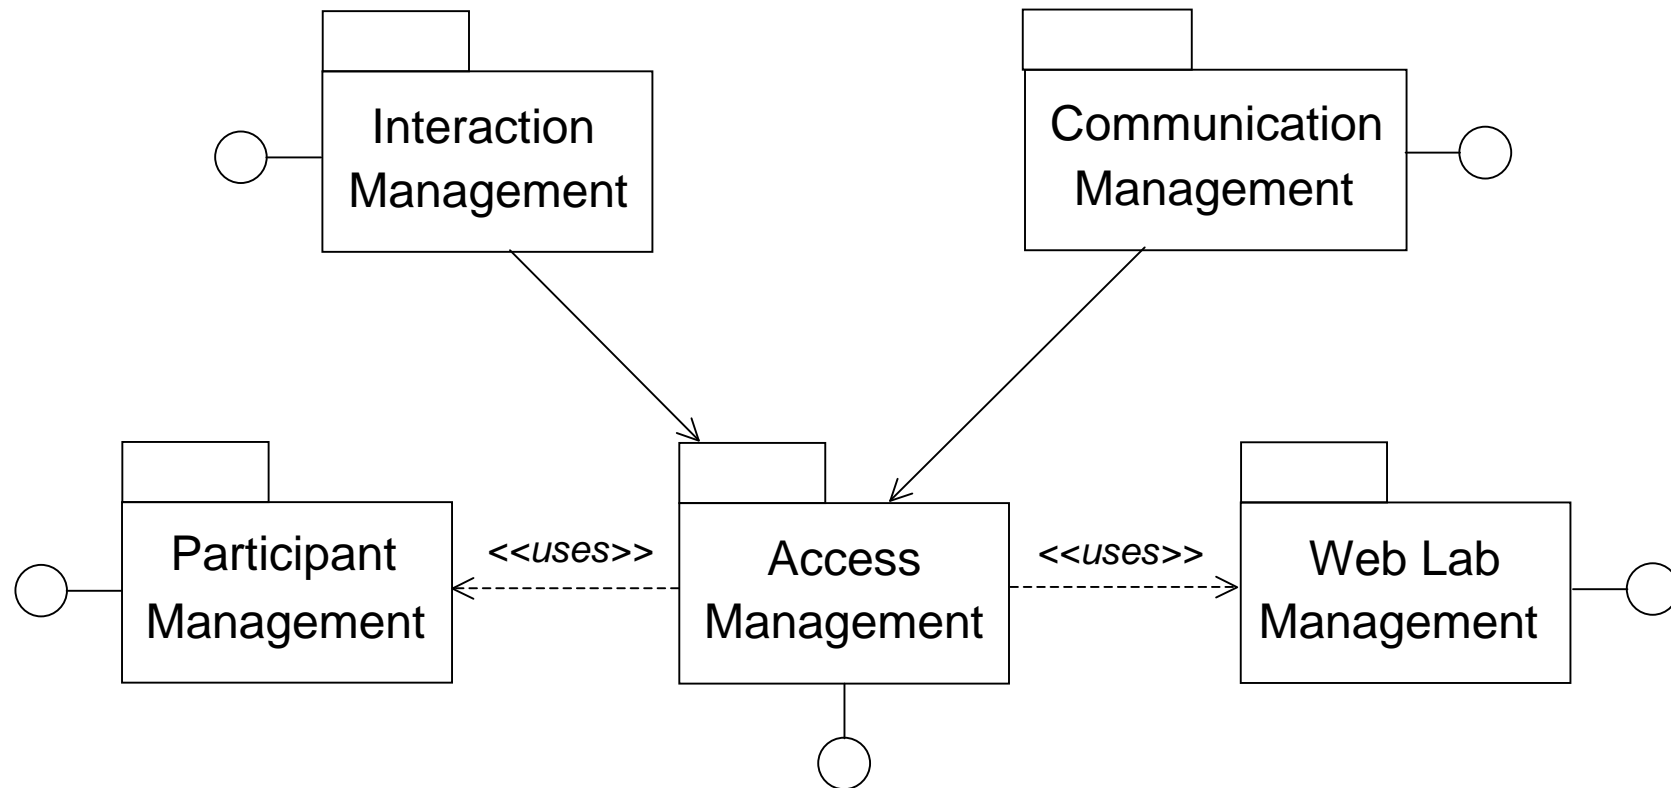 Interaction
Management
Communication
Management
Participant
Management
<<uses>>
Access
Management
<<uses>>
Web Lab
Management